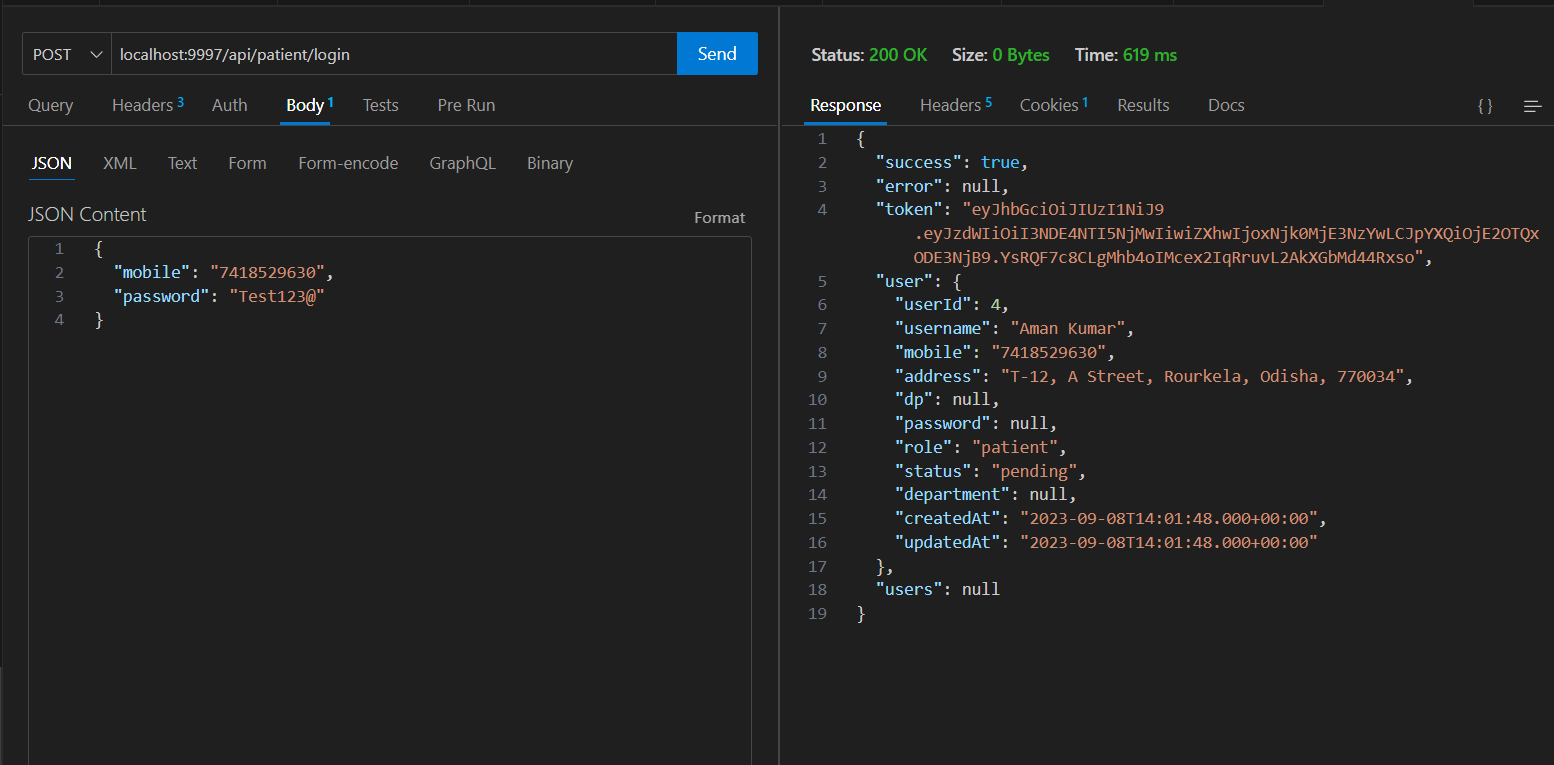 POST localhost:9997/api/patient/login Send
Query Headers 3 Auth Body 1 Tests Pre Run
JSON XML Text Form Form-encode GraphQL Binary
JSON Content Format
1 {
2 "mobile": "7418529630",
3 "password": "Test123@"
4 }
Status: 200 OK Size: 0 Bytes Time: 619 ms
Response Headers 5 Cookies 1 Results Docs {}
1 {
2 "success": true,
3 "error": null,
4 "token": "eyJhbGciOiJIUzI1NiJ9
.eyJzdWIiOiI3NDE4NTI5NjMwIiwiZXhwIjoxNjk0MjE3NzYwLCJpYXQiOjE2OTQx
ODE3NjB9.YsRQF7c8CLgMhb4oIMcex2IqRruvL2AkXGbMd44Rxso",
5 "user": {
6 "userId": 4,
7 "username": "Aman Kumar",
8 "mobile": "7418529630",
9 "address": "T-12, A Street, Rourkela, Odisha, 770034",
10 "dp": null,
11 "password": null,
12 "role": "patient",
13 "status": "pending",
14 "department": null,
15 "createdAt": "2023-09-08T14:01:48.000+00:00",
16 "updatedAt": "2023-09-08T14:01:48.000+00:00"
17 },
18 "users": null
19 }